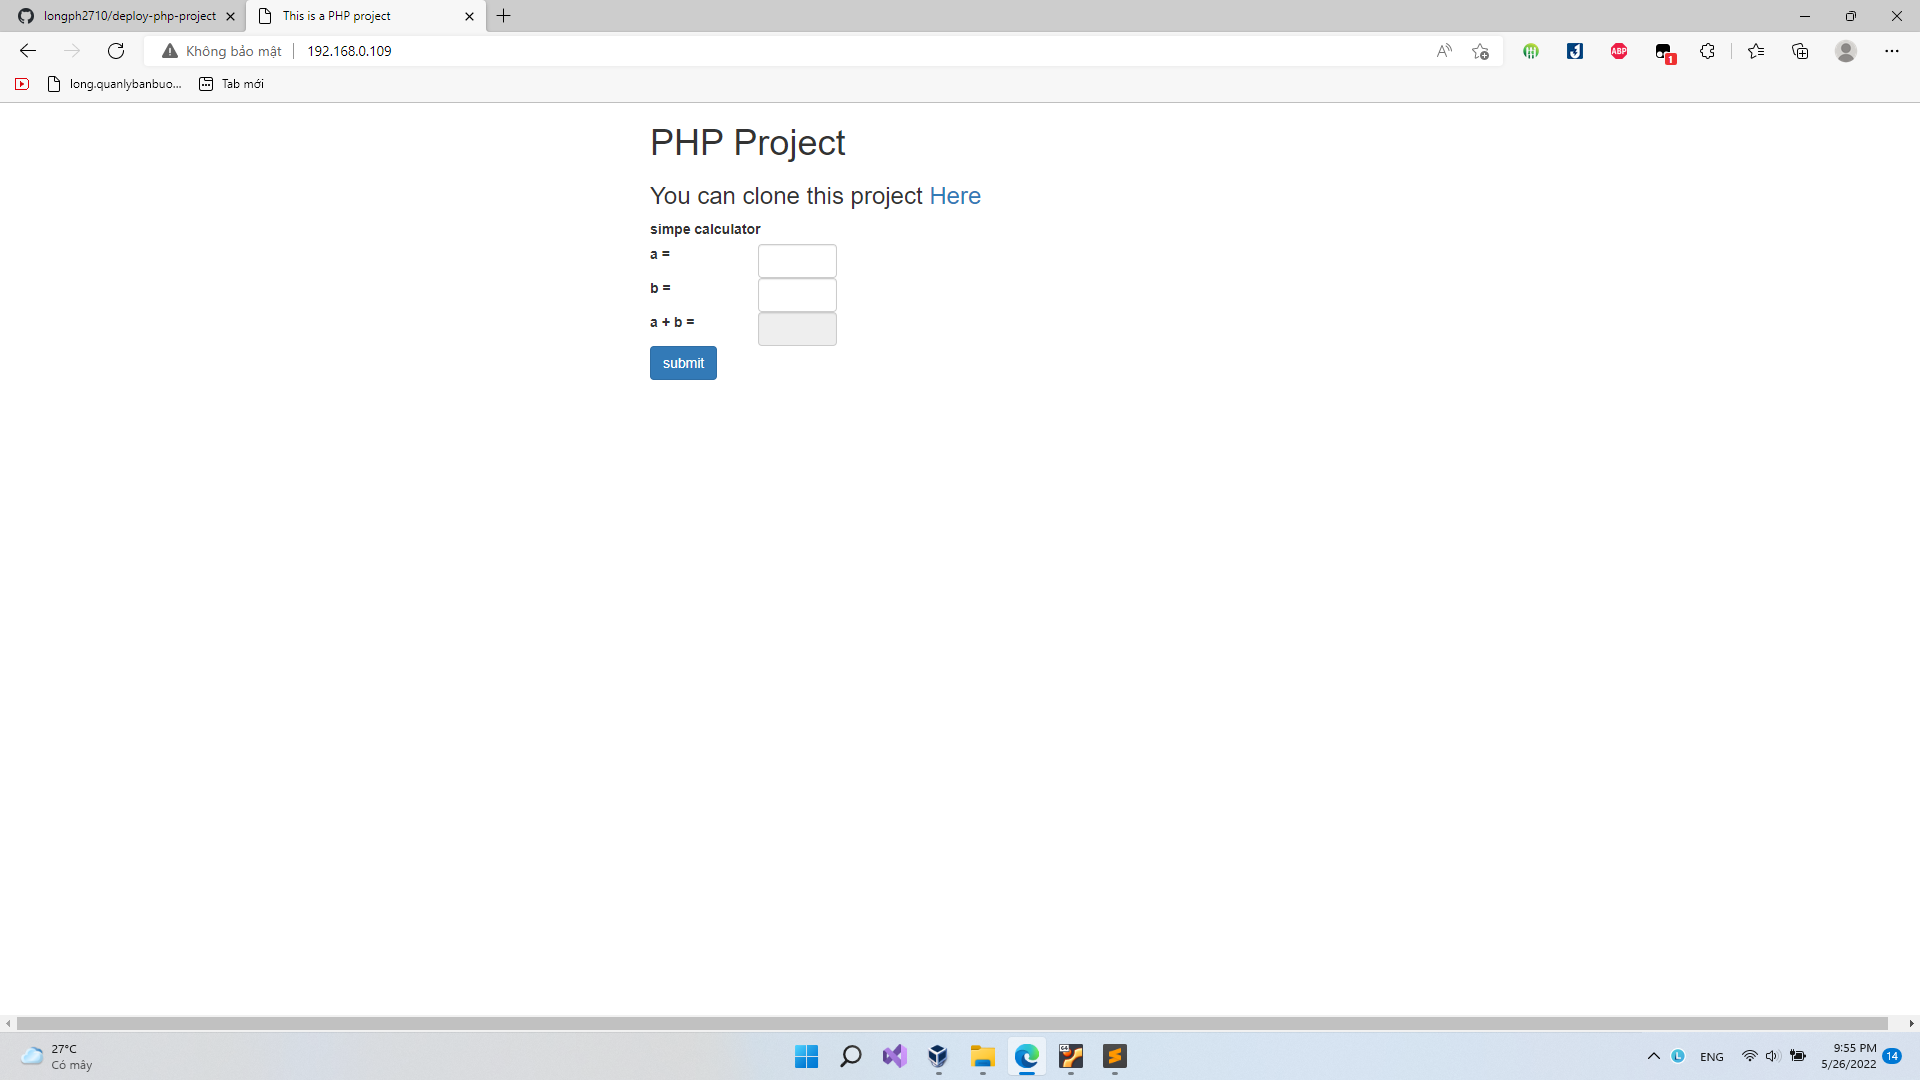 longph2710/deploy-php-project
This is a PHP project
Không bảo mật
192.168.0.109
ABP
1
long.quanlybanbuo...
Tab mới
PHP Project
You can clone this project Here
simpe calculator
a =
b =
a + b =
submit
27°C
Có mây
ENG
9:55 PM
5/26/2022
14